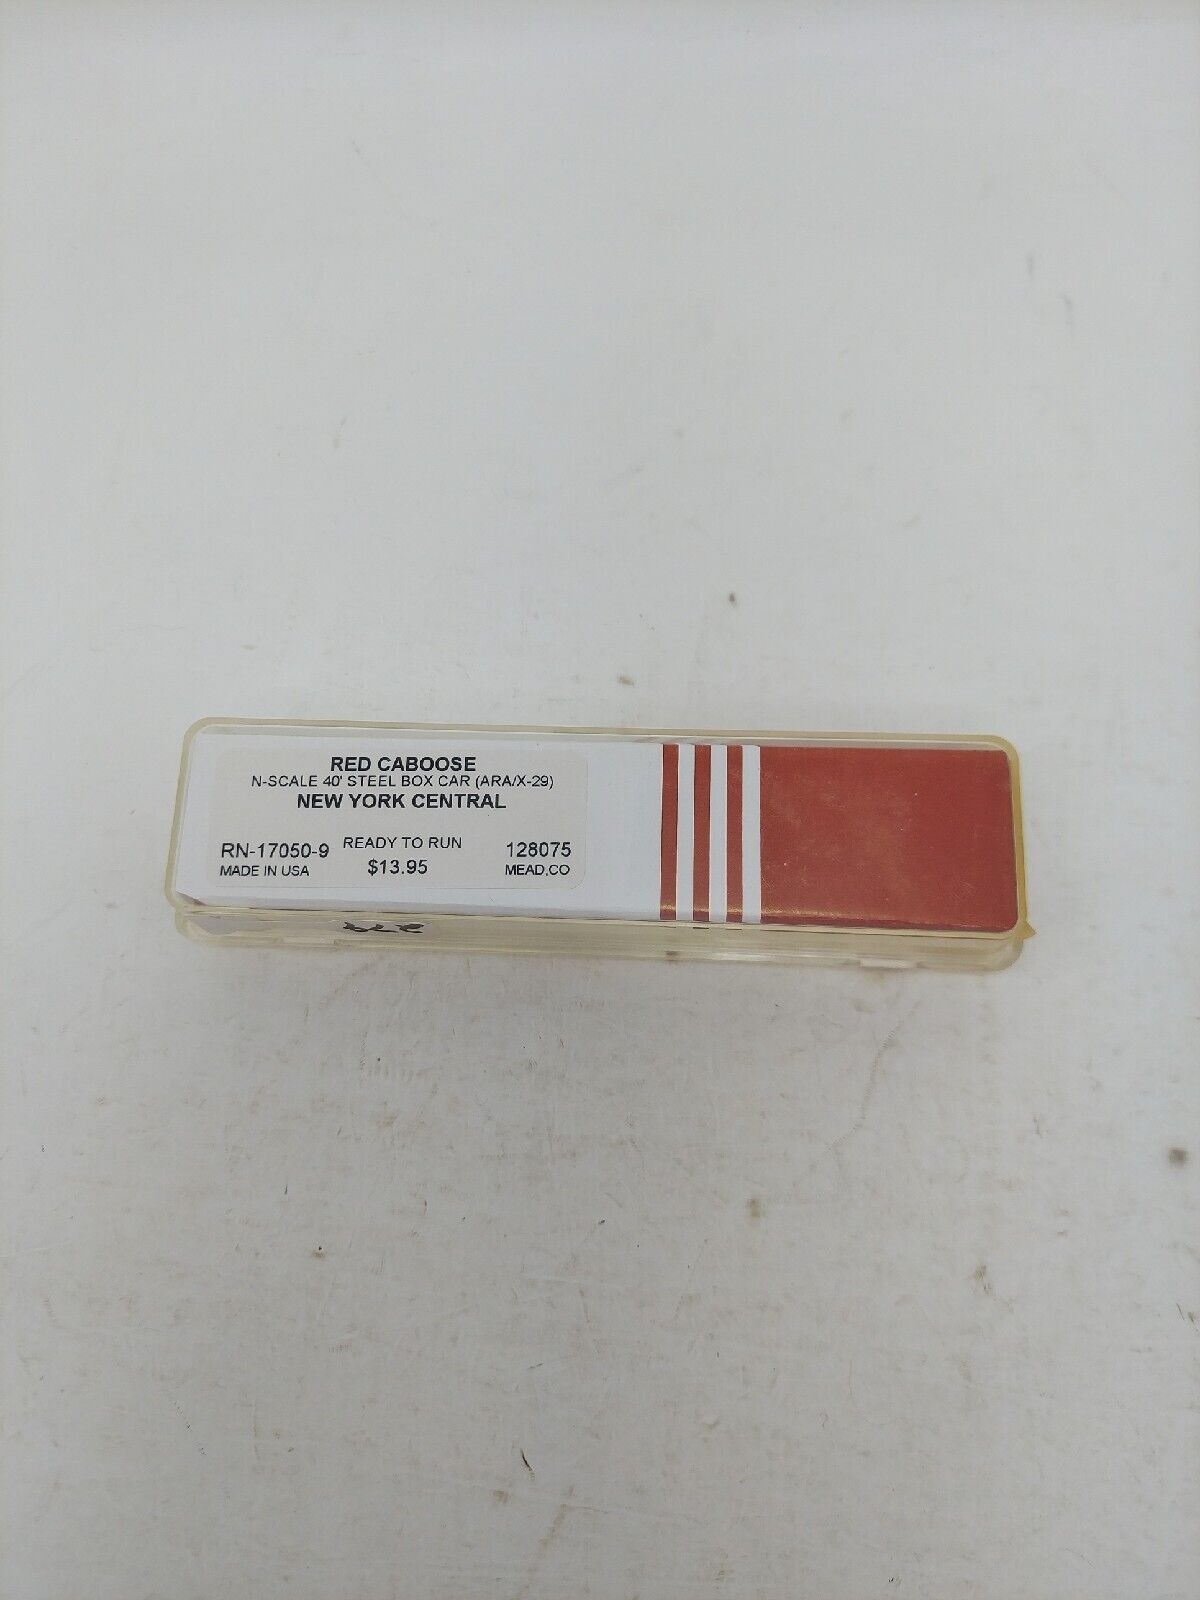 RED CABOOSE
N-SCALE 40' STEEL BOX CAR (ARA/X-29)
NEW YORK CENTRAL
RN-17050-9 READY TO RUN 128075
MADE IN USA $13.95 MEAD,CO